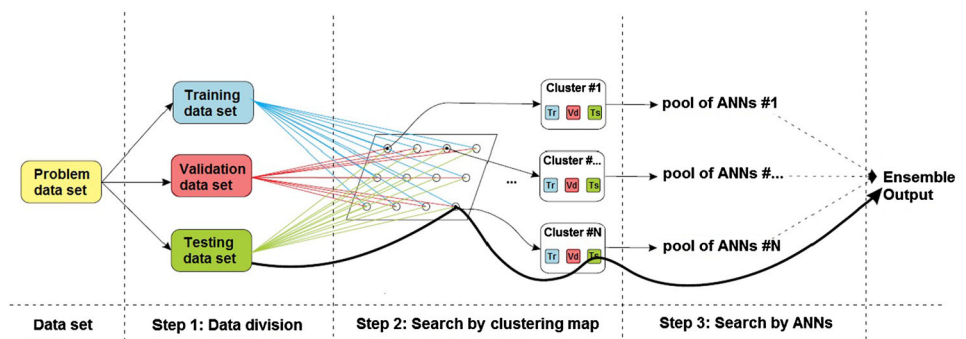 Training
data set
Problem
data set
Validation
data set
Testing
data set
Cluster #1
Tr Vd Ts
pool of ANNs #1
...
Cluster #...
Tr Vd Ts
pool of ANNs #...
Cluster #N
Tr Vd Ts
pool of ANNs #N
Ensemble
Output
Data set
Step 1: Data division
Step 2: Search by clustering map
Step 3: Search by ANNs